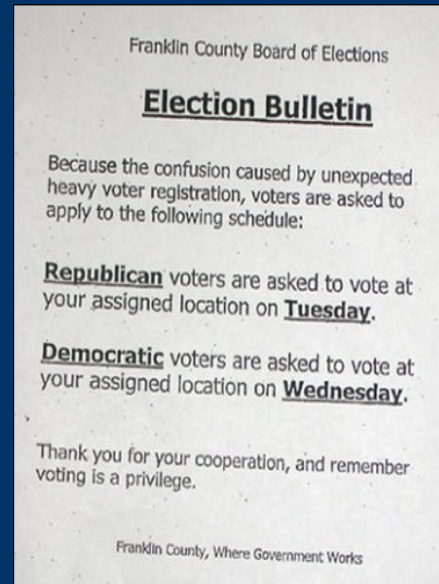 Franklin County Board of Elections
Election Bulletin
Because the confusion caused by unexpected
heavy voter registration, voters are asked to
apply to the following schedule:
Republican voters are asked to vote at
your assigned location on Tuesday.
Democratic voters are asked to vote at
your assigned location on Wednesday.
Thank you for your cooperation, and remember
voting is a privilege.
Franklin County, Where Government Works